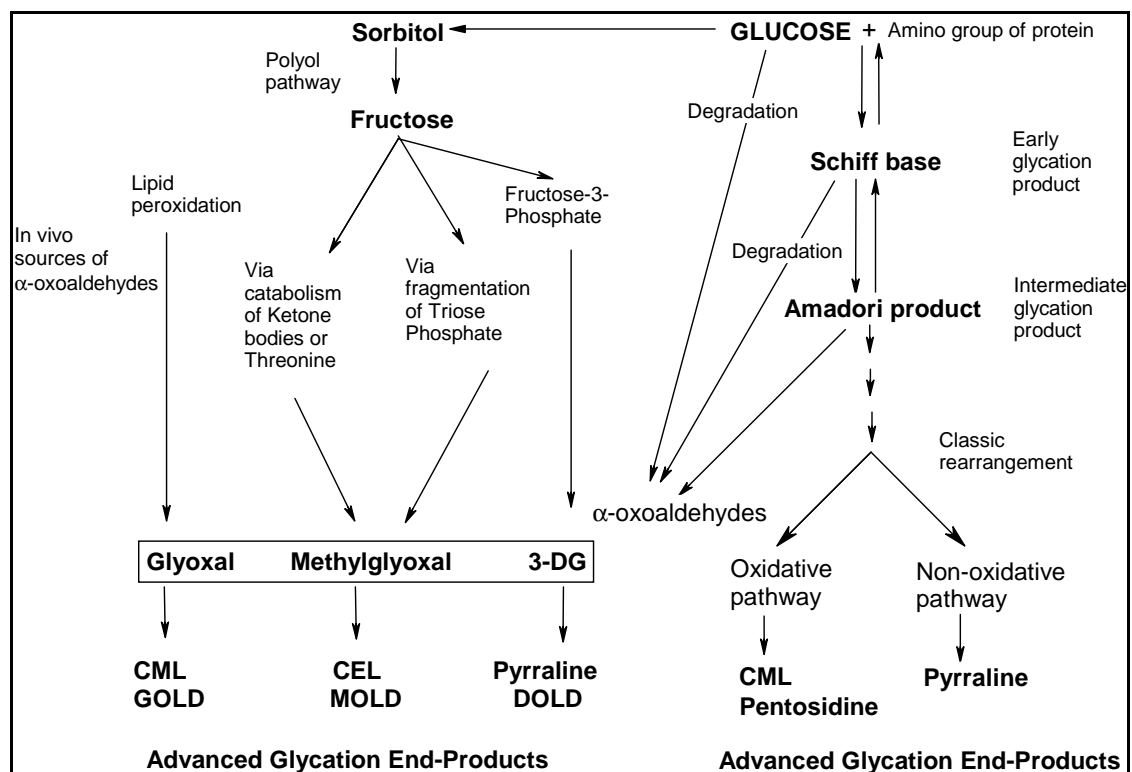 Sorbitol
GLUCOSE + Amino group of protein
Polyol
pathway
Degradation
Fructose
Schiff base
Early
glycation
product
Lipid
peroxidation
Fructose-3-
Phosphate
In vivo
sources of
α-oxoaldehydes
Degradation
Via
catabolism
of Ketone
bodies or
Threonine
Via
fragmentation
of Triose
Phosphate
Amadori product
Intermediate
glycation
product
Classic
rearrangement
α-oxoaldehydes
Glyoxal Methylglyoxal 3-DG
Oxidative
pathway
Non-oxidative
pathway
CML
GOLD
CEL
MOLD
Pyrraline
DOLD
CML
Pentosidine
Pyrraline
Advanced Glycation End-Products
Advanced Glycation End-Products